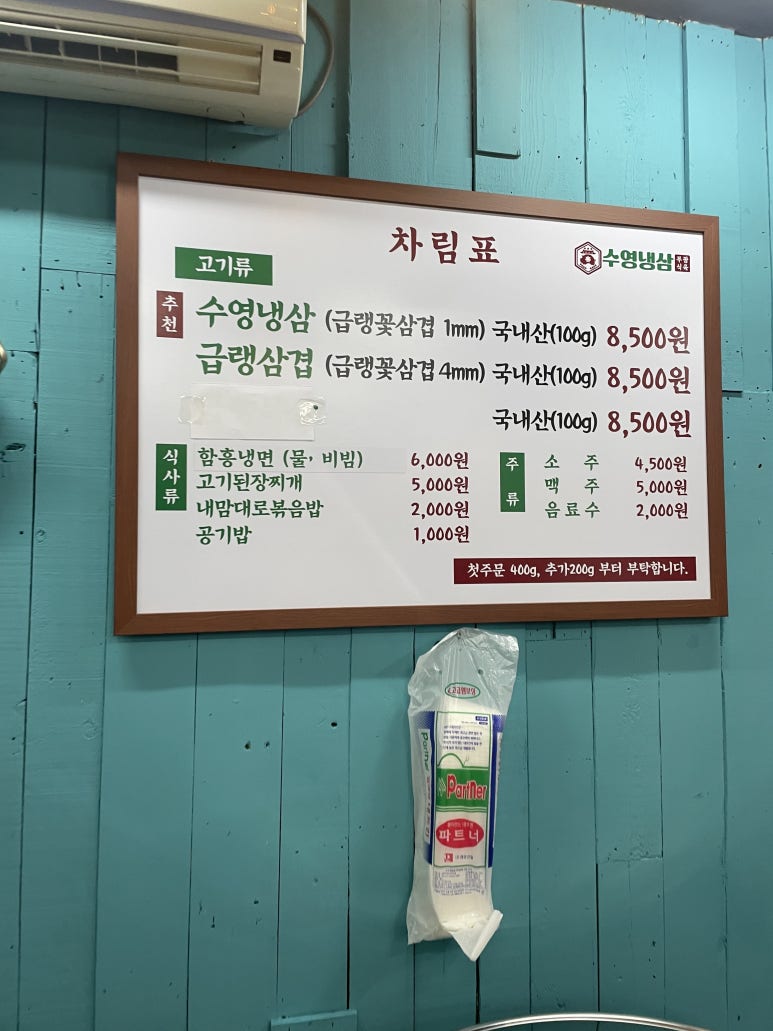 차림표
수영냉삼
고기류
추천
수영냉삼 (급랭꽃삼겹 1mm) 국내산(100g) 8,500원
급랭삼겹 (급랭꽃삼겹 4mm) 국내산(100g) 8,500원
국내산(100g) 8,500원
식사류
함흥냉면 (물, 비빔) 6,000원
고기된장찌개 5,000원
내맘대로볶음밥 2,000원
공기밥 1,000원
주류
소주 4,500원
맥주 5,000원
음료수 2,000원
첫주문 400g, 추가200g 부터 부탁합니다.
Partner
파트너